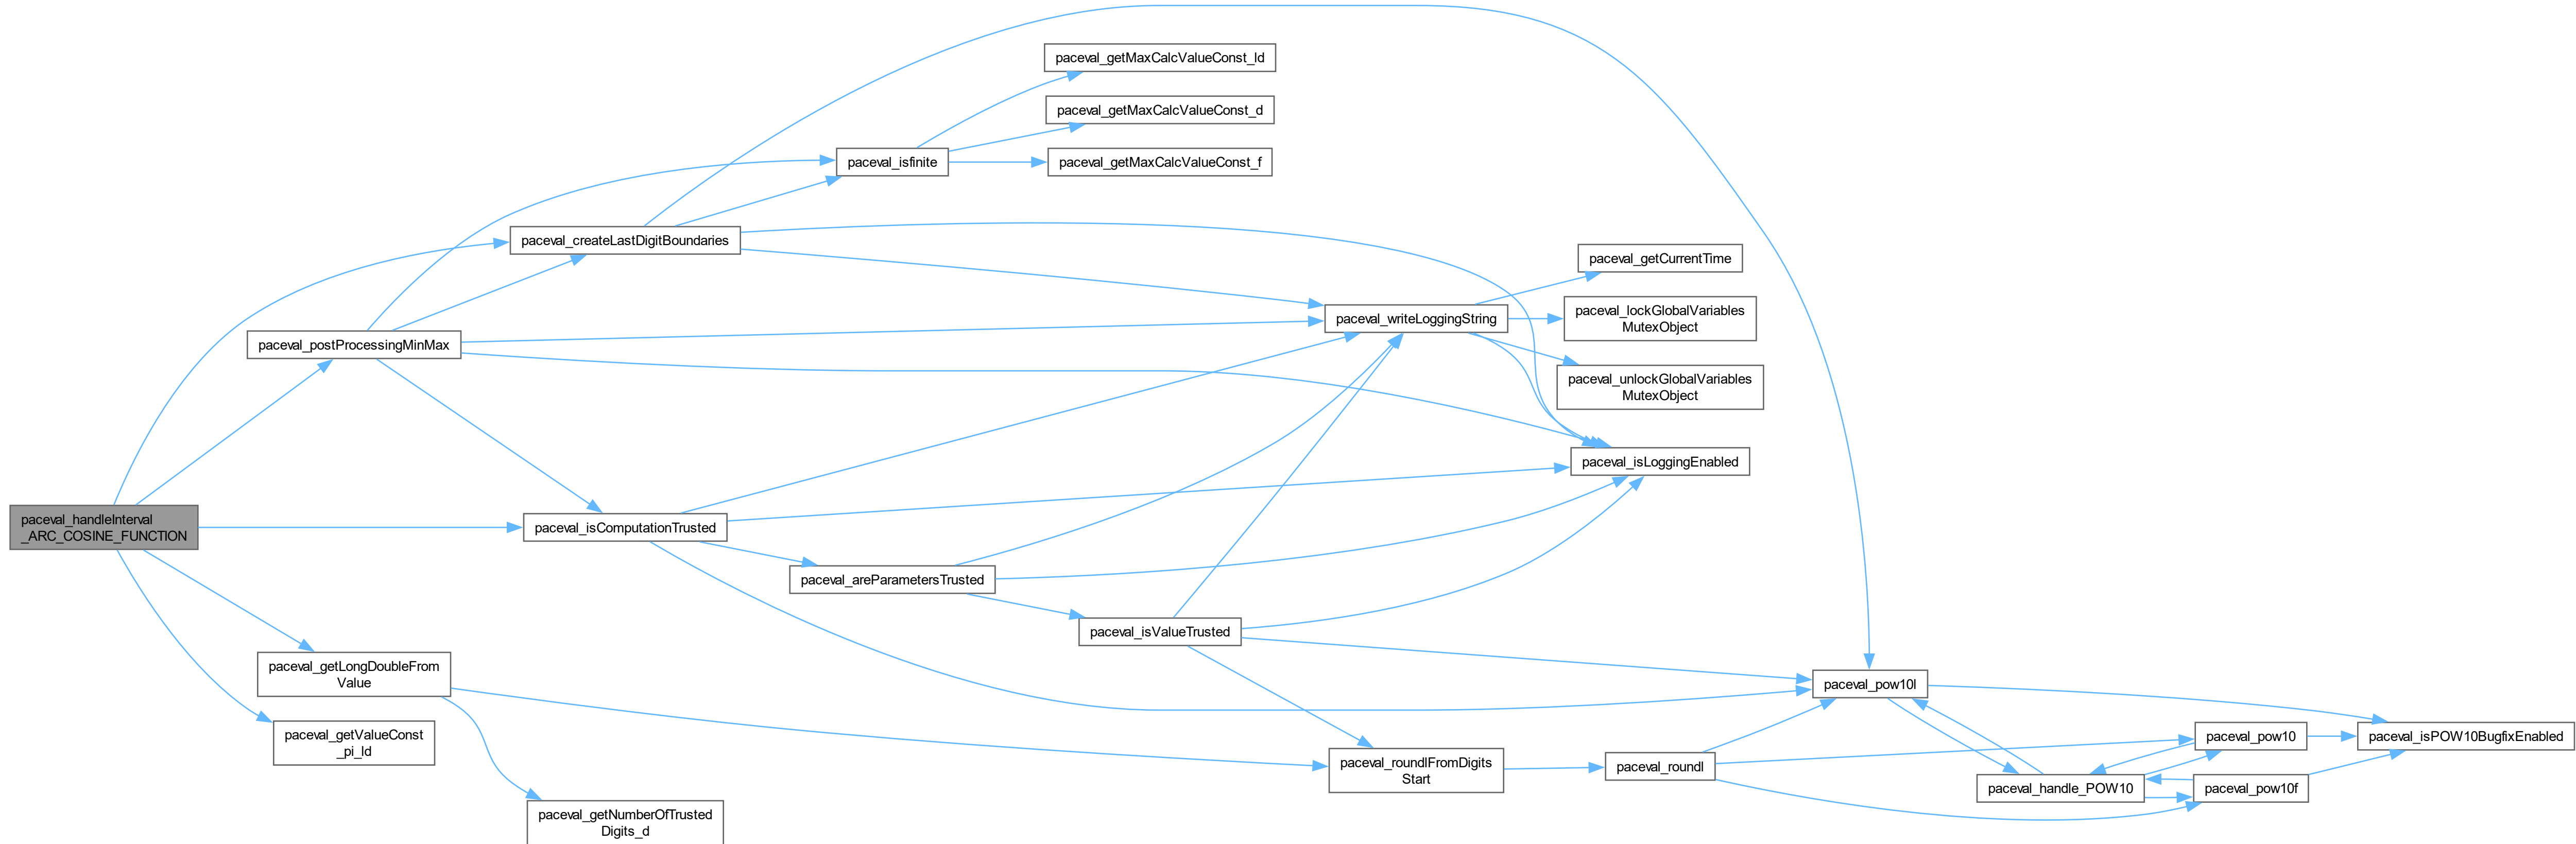 paceval_getMaxCalcValueConst_ld
paceval_getMaxCalcValueConst_d
paceval_isfinite
paceval_getMaxCalcValueConst_f
paceval_createLastDigitBoundaries
paceval_getCurrentTime
paceval_lockGlobalVariables
MutexObject
paceval_writeLoggingString
paceval_postProcessingMinMax
paceval_unlockGlobalVariables
MutexObject
paceval_isLoggingEnabled
paceval_handleInterval
_ARC_COSINE_FUNCTION
paceval_isComputationTrusted
paceval_areParametersTrusted
paceval_isValueTrusted
paceval_getLongDoubleFrom
Value
paceval_pow10l
paceval_getValueConst
_pi_ld
paceval_pow10
paceval_isPOW10BugfixEnabled
paceval_roundlFromDigits
Start
paceval_roundl
paceval_handle_POW10
paceval_pow10f
paceval_getNumberOfTrusted
Digits_d